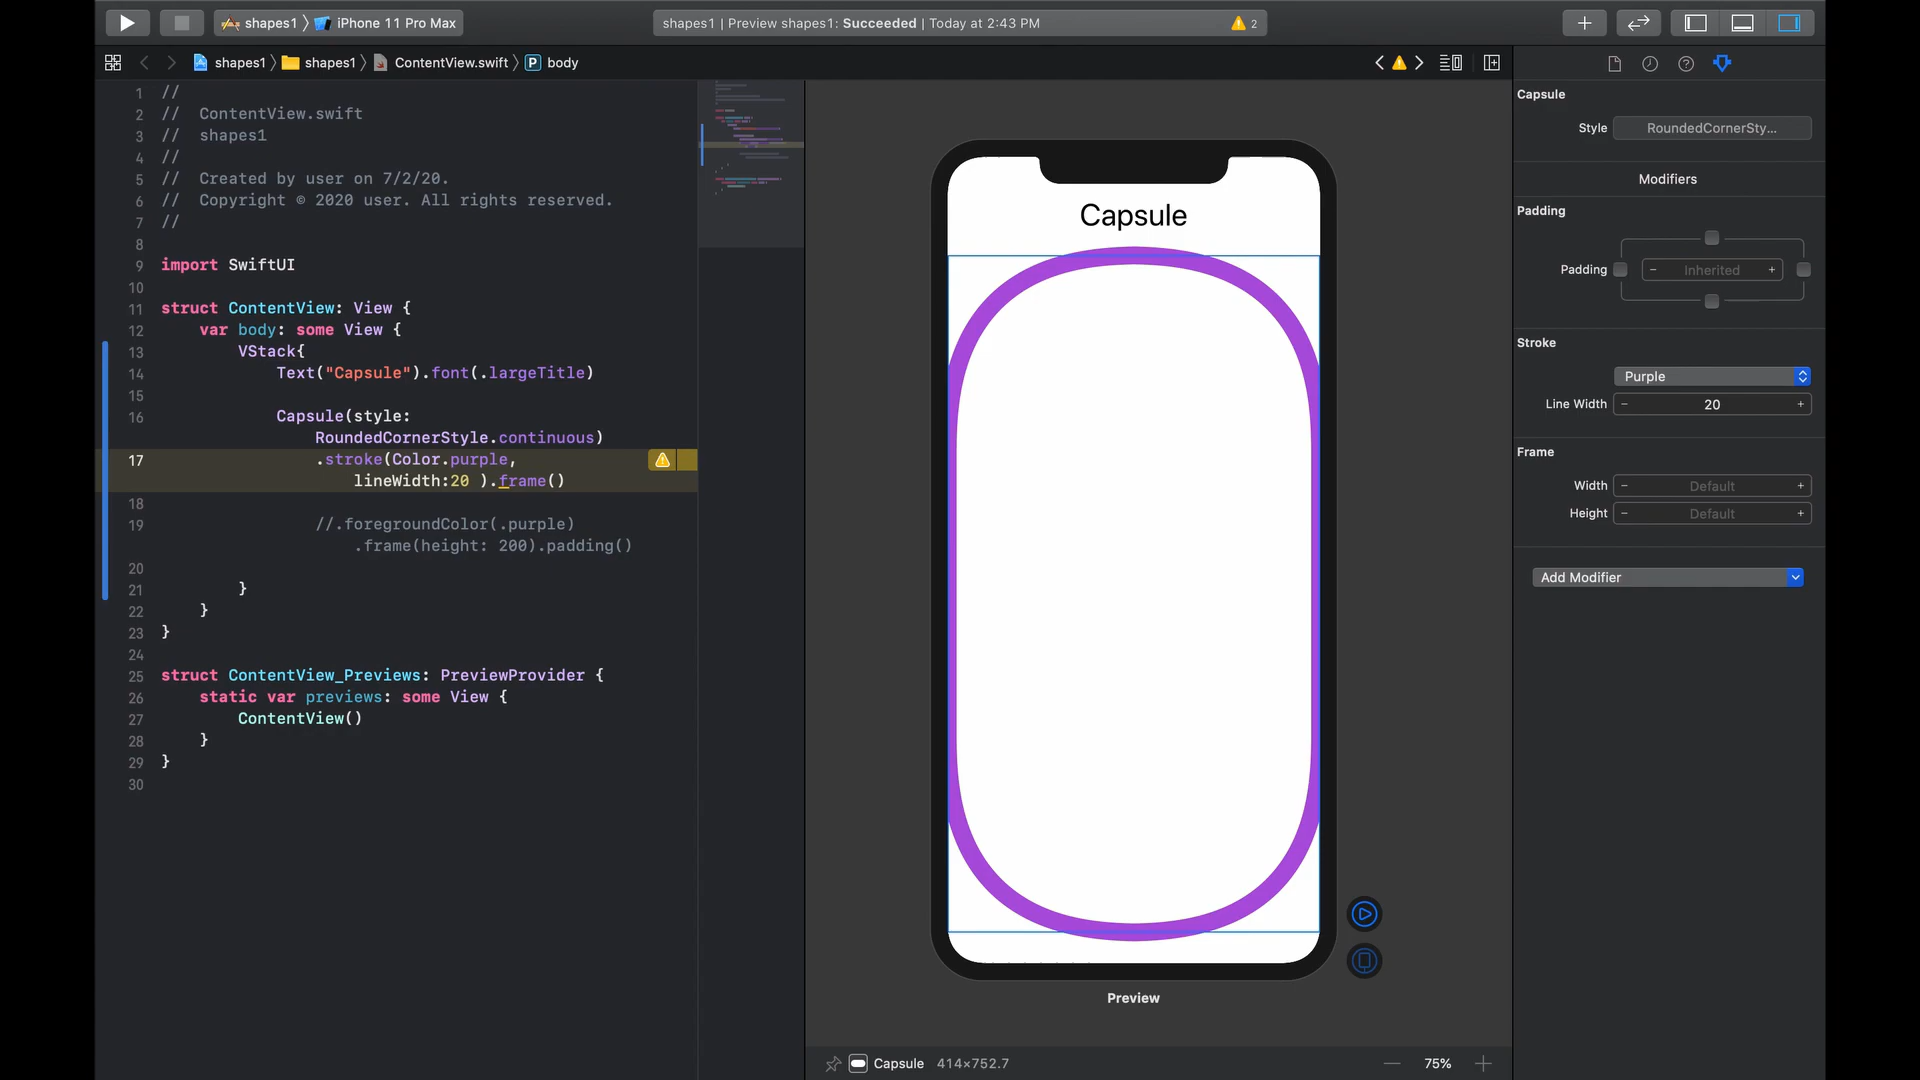 shapes1 〉 iPhone 11 Pro Max
shapes1 | Preview shapes1: Succeeded | Today at 2:43 PM
2
shapes1 〉 shapes1 〉 ContentView.swift 〉 P body
1 //
2 //  ContentView.swift
3 //  shapes1
4 //
5 //  Created by user on 7/2/20.
6 //  Copyright © 2020 user. All rights reserved.
7 //
8
9 import SwiftUI
10
11 struct ContentView: View {
12     var body: some View {
13         VStack{
14             Text("Capsule").font(.largeTitle)
15
16             Capsule(style:
RoundedCornerStyle.continuous)
17                 .stroke(Color.purple,
lineWidth:20 ).frame()
18
19                 //.foregroundColor(.purple)
.frame(height: 200).padding()
20
21         }
22     }
23 }
24
25 struct ContentView_Previews: PreviewProvider {
26     static var previews: some View {
27         ContentView()
28     }
29 }
30
Capsule
Preview
Capsule 414×752.7
75%
Capsule
Style RoundedCornerSty...
Modifiers
Padding
Padding − Inherited +
Stroke
Purple
Line Width − 20 +
Frame
Width − Default +
Height − Default +
Add Modifier